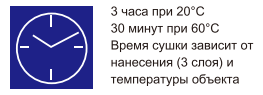 3 часа при 20°C
30 минут при 60°C
Время сушки зависит от
нанесения (3 слоя) и
температуры объекта